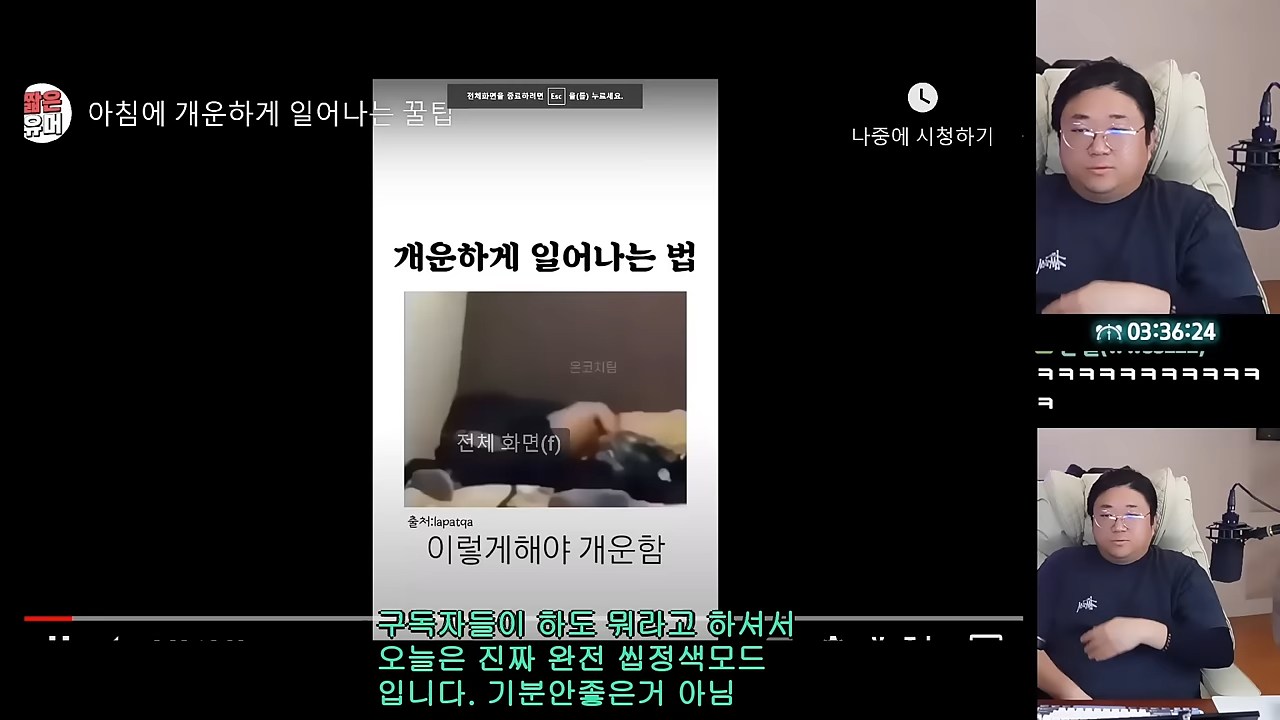 짧은
유머
아침에 개운하게 일어나는 꿀팁
전체화면을 종료하려면 Esc 을(를) 누르세요.
나중에 시청하기
개운하게 일어나는 법
몬코치팀
전체 화면(f)
출처:lapatqa
이렇게해야 개운함
구독자들이 하도 뭐라고 하셔서
오늘은 진짜 완전 씹정색모드
입니다. 기분안좋은거 아님
03:36:24
ㅋㅋㅋㅋㅋㅋㅋㅋㅋㅋㅋ
ㅋ